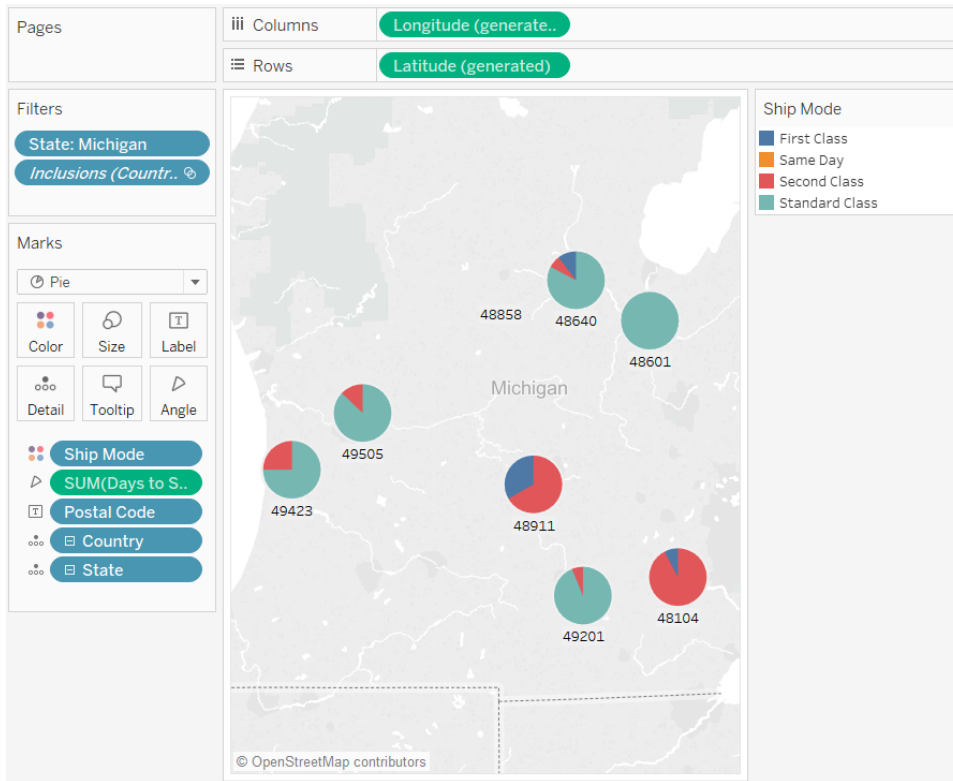 Pages
Columns
Longitude (generate..
Rows
Latitude (generated)
Filters
State: Michigan
Inclusions (Countr..
Marks
Pie
Color
Size
Label
Detail
Tooltip
Angle
Ship Mode
SUM(Days to S..
Postal Code
Country
State
48858
48640
48601
Michigan
49505
49423
48911
49201
48104
© OpenStreetMap contributors
Ship Mode
First Class
Same Day
Second Class
Standard Class